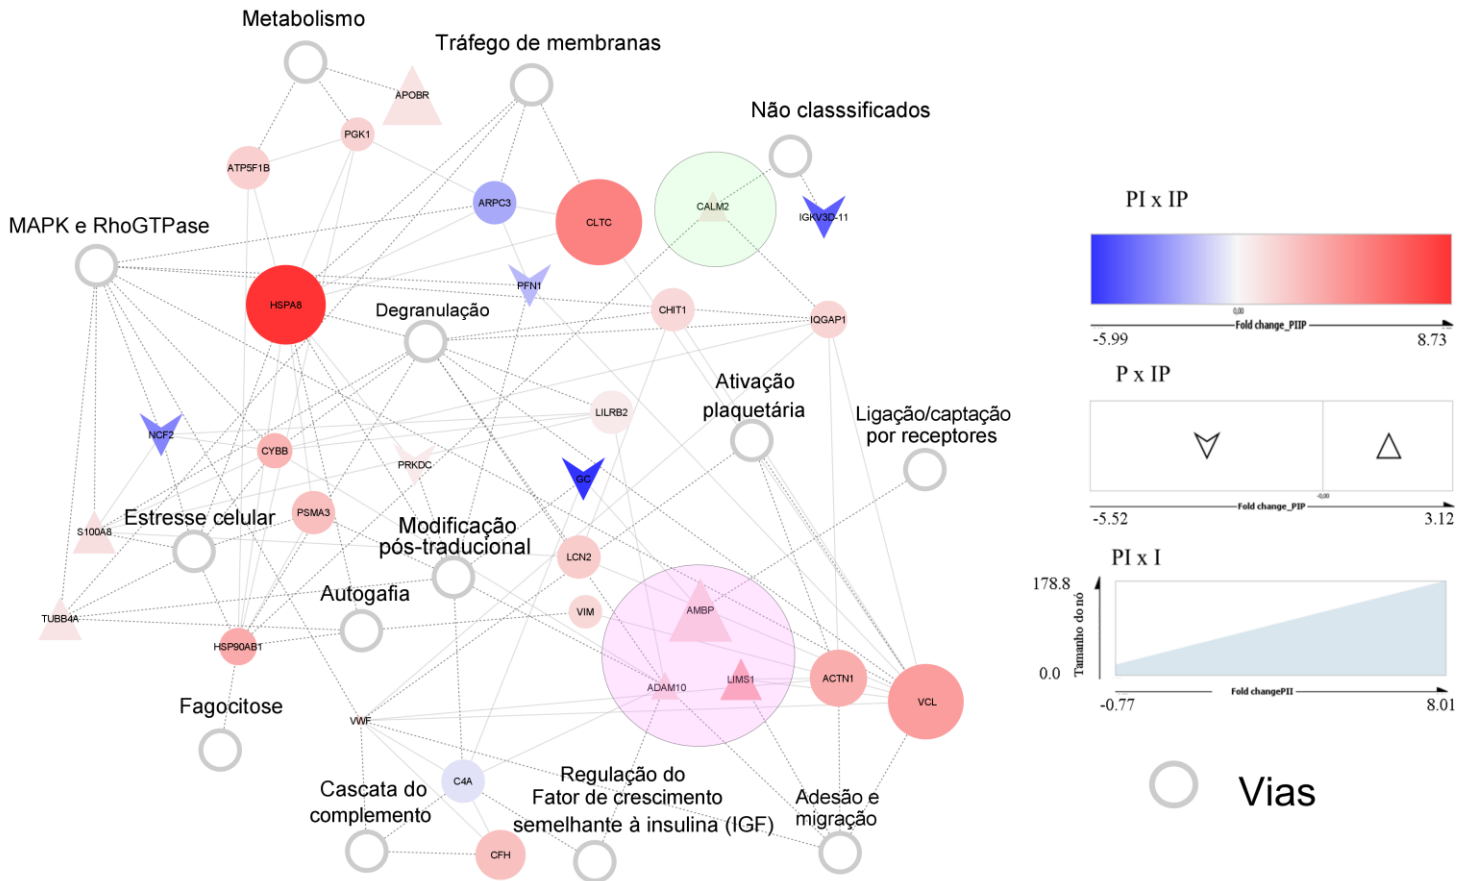 Metabolismo
Tráfego de membranas
Não classsificados
APOBR
PGK1
ATP5F1B
ARPC3
CLTC
CALM2
IGKV3D-11
MAPK e RhoGTPase
HSPA8
PFN1
Degranulação
CHIT1
IQGAP1
Ativação
plaquetária
LILRB2
Ligação/captação
por receptores
NCF2
CYBB
PRKDC
GC
PSMA3
S100A8
Estresse celular
Modificação
pós-traducional
LCN2
Autogafia
VIM
TUBB4A
HSP90AB1
AMBP
ADAM10
LIMS1
ACTN1
VCL
Fagocitose
VWF
C4A
Cascata do
complemento
CFH
Regulação do
Fator de crescimento
semelhante à insulina (IGF)
Adesão e
migração
PI x IP
0,00
Fold change_PIIP
-5.99
8.73
P x IP
-0,00
Fold change_PIP
-5.52
3.12
PI x I
178.8
Tamanho do nó
0.0
Fold changePII
-0.77
8.01
Vias